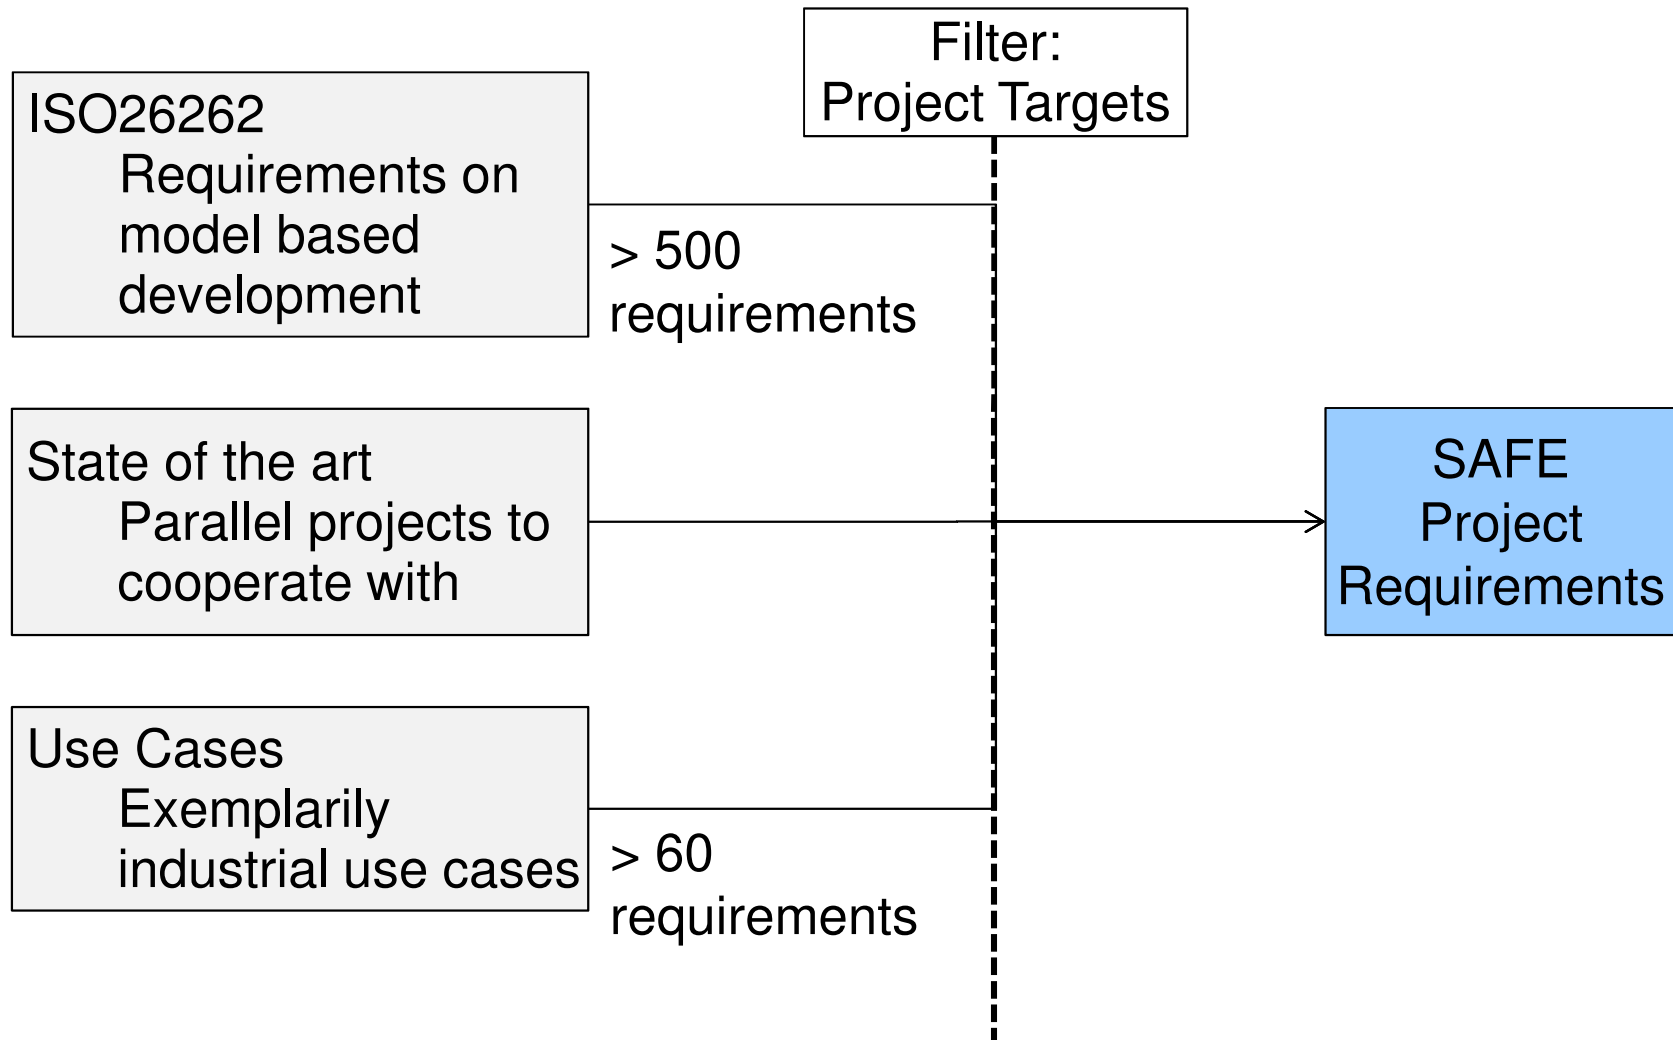 Filter:
Project Targets
ISO26262
Requirements on
model based
development
> 500
requirements
State of the art
Parallel projects to
cooperate with
SAFE
Project
Requirements
Use Cases
Exemplarily
industrial use cases
> 60
requirements